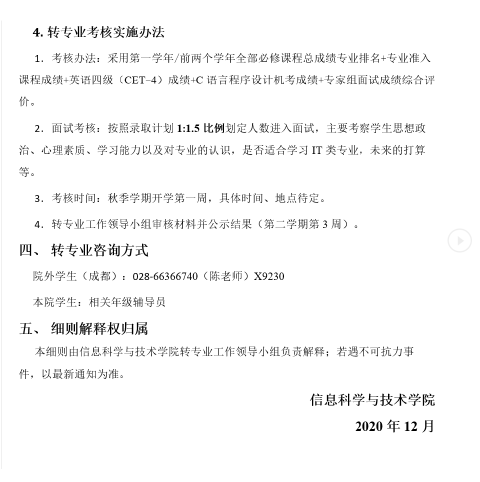 4. 转专业考核实施办法
1. 考核办法：采用第一学年/前两个学年全部必修课程总成绩专业排名+专业准入
课程成绩+英语四级（CET-4）成绩+C 语言程序设计机考成绩+专家组面试成绩综合评
价。
2. 面试考核：按照录取计划 1:1.5 比例划定人数进入面试，主要考察学生思想政
治、心理素质、学习能力以及对专业的认识，是否适合学习 IT 类专业，未来的打算
等。
3. 考核时间：秋季学期开学第一周，具体时间、地点待定。
4. 转专业工作领导小组审核材料并公示结果（第二学期第 3 周）。
四、 转专业咨询方式
院外学生（成都）：028-66366740（陈老师）X9230
本院学生：相关年级辅导员
五、 细则解释权归属
本细则由信息科学与技术学院转专业工作领导小组负责解释；若遇不可抗力事
件，以最新通知为准。
信息科学与技术学院
2020 年 12 月